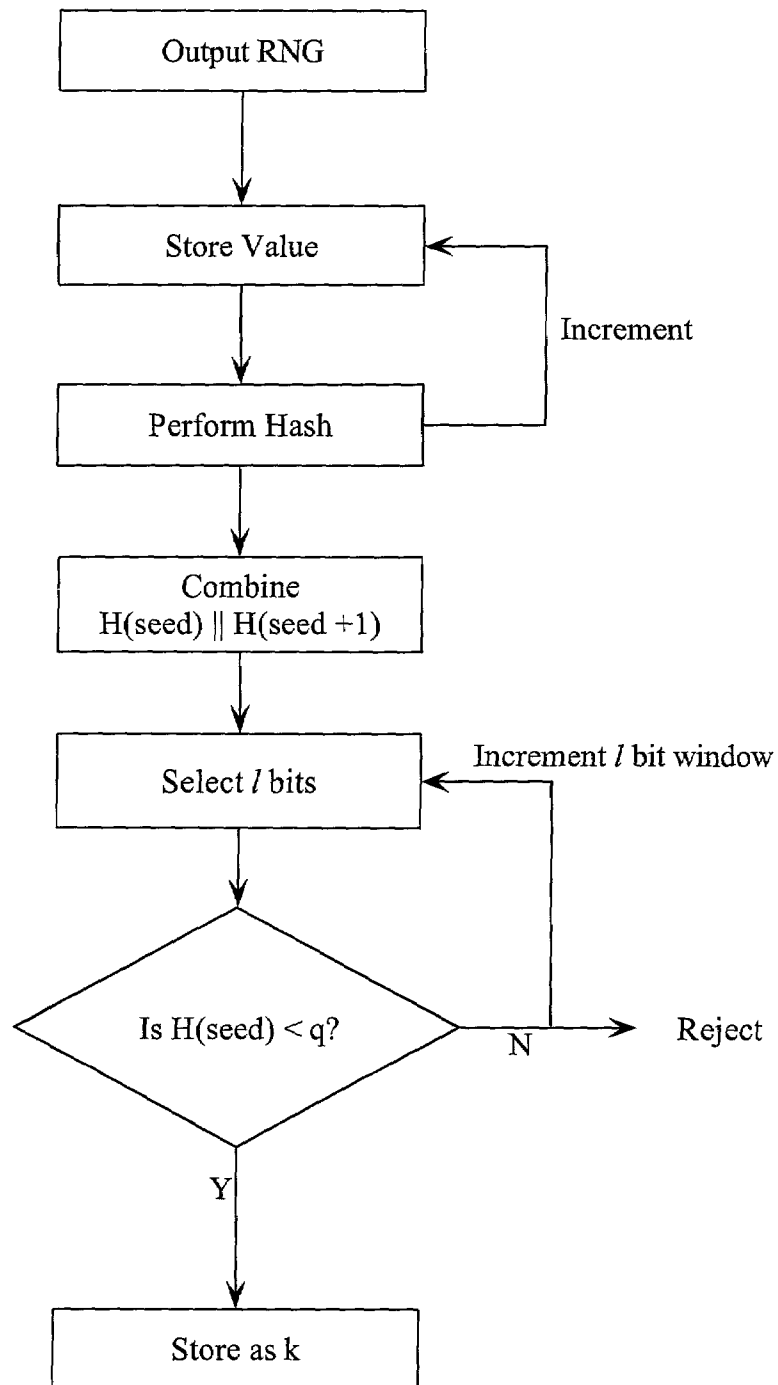 Output RNG
Store Value
Increment
Perform Hash
Combine
H(seed) || H(seed +1)
Increment l bit window
Select l bits
Is H(seed) < q?
N
Reject
Y
Store as k